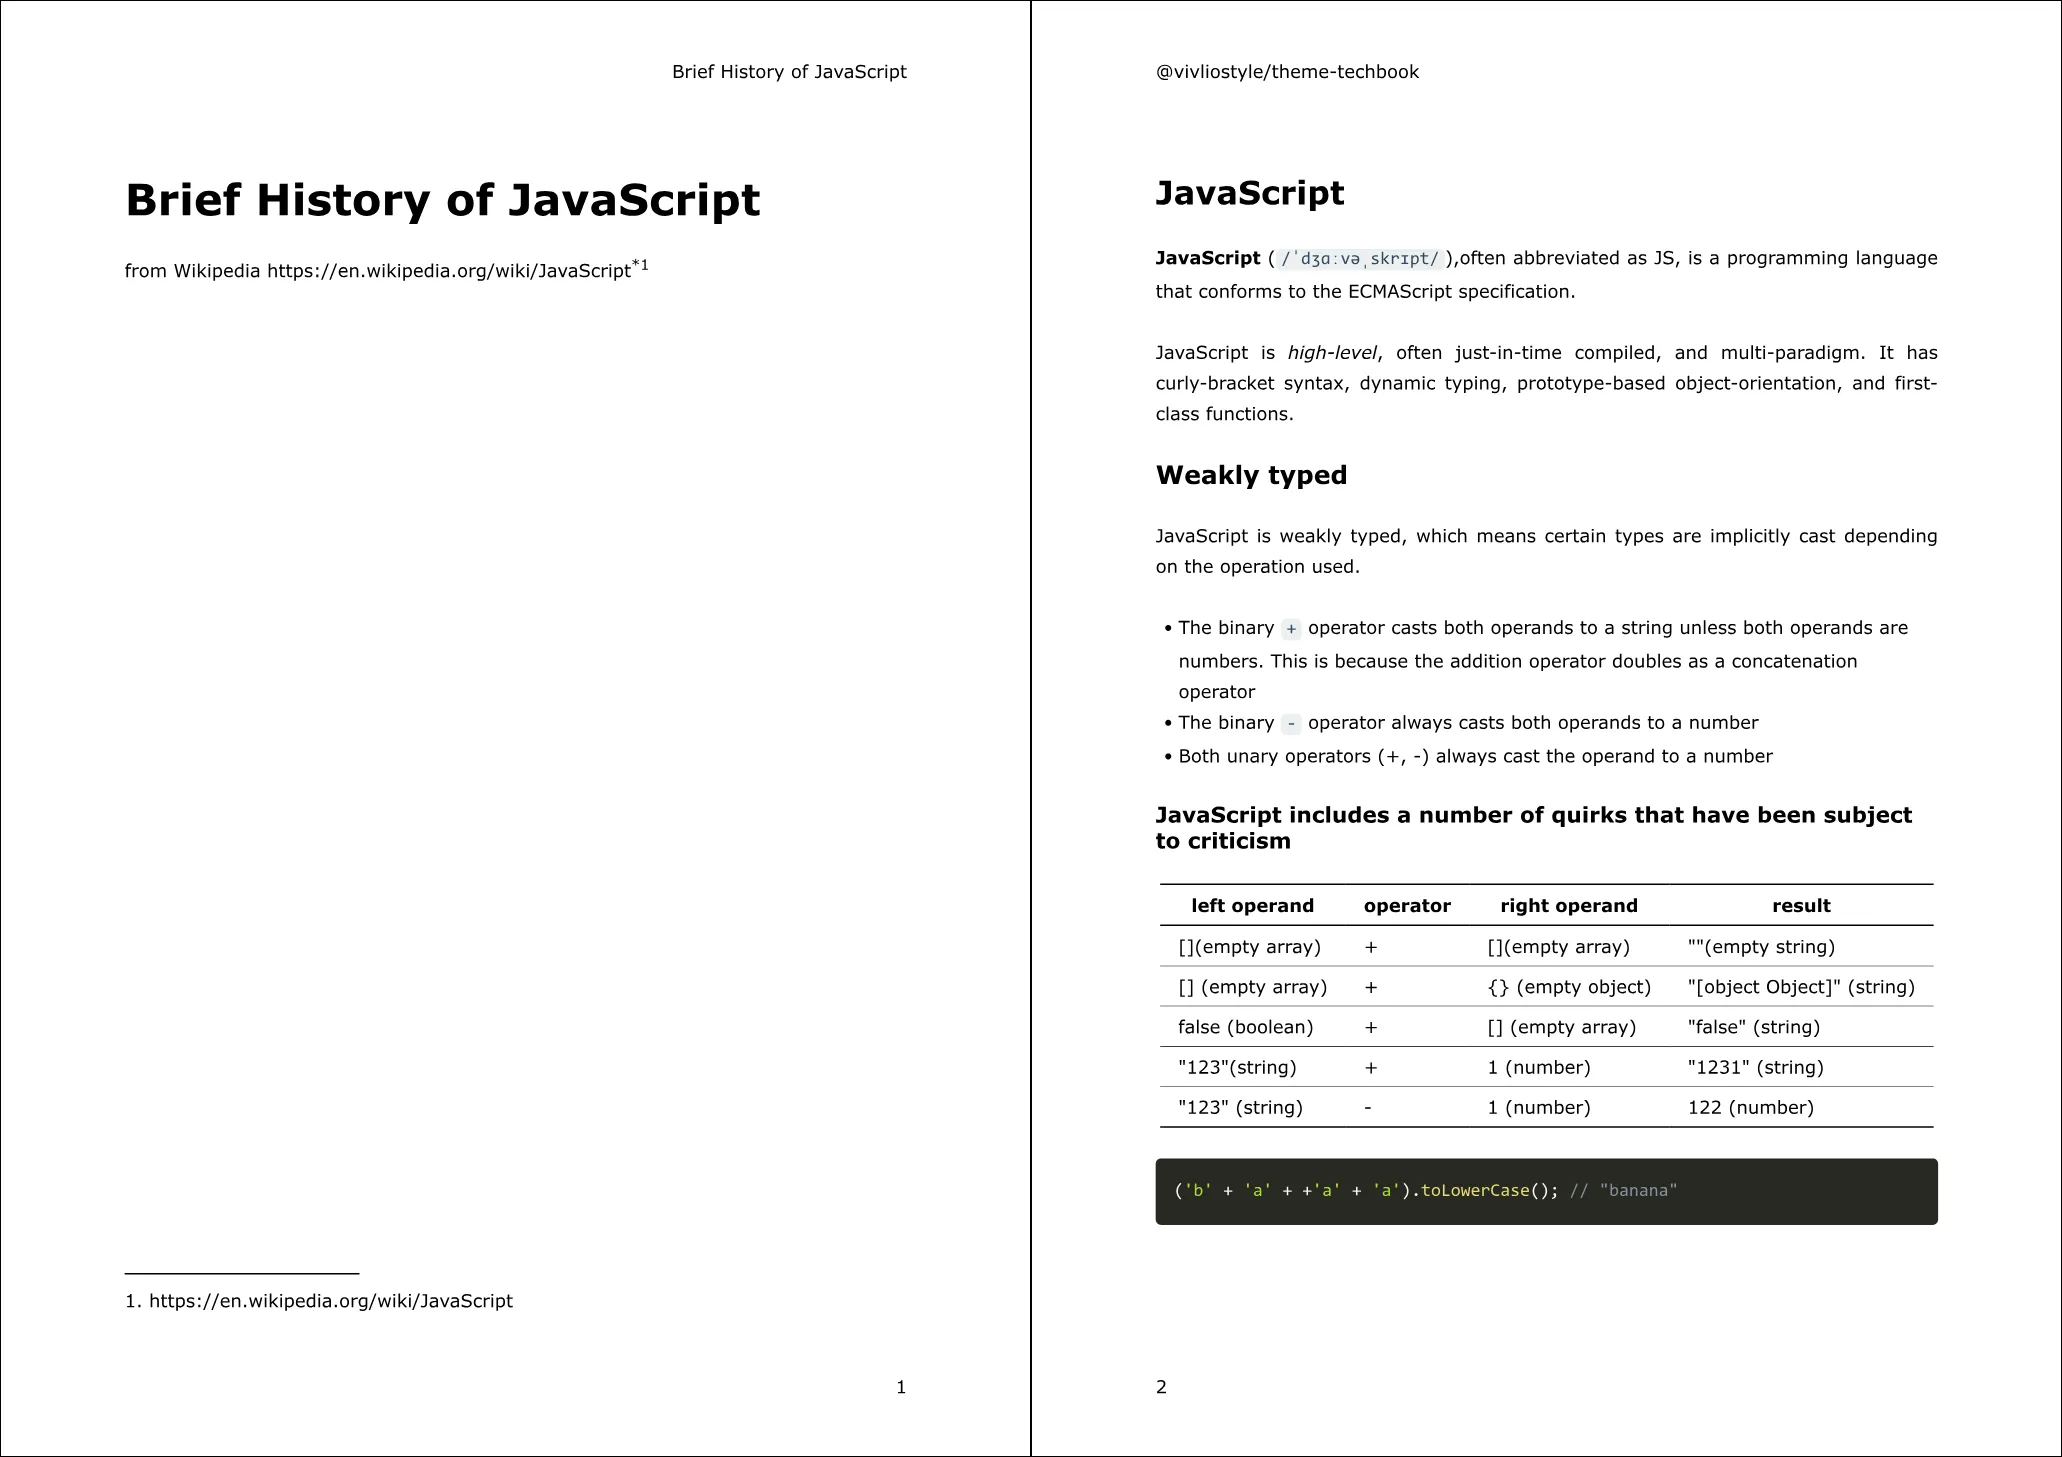 Brief History of JavaScript
Brief History of JavaScript
from Wikipedia https://en.wikipedia.org/wiki/JavaScript*1
1. https://en.wikipedia.org/wiki/JavaScript
1
@vivliostyle/theme-techbook
JavaScript
JavaScript ( /ˈdʒɑːvəˌskrɪpt/ ),often abbreviated as JS, is a programming language
that conforms to the ECMAScript specification.
JavaScript is high-level, often just-in-time compiled, and multi-paradigm. It has
curly-bracket syntax, dynamic typing, prototype-based object-orientation, and first-
class functions.
Weakly typed
JavaScript is weakly typed, which means certain types are implicitly cast depending
on the operation used.
• The binary + operator casts both operands to a string unless both operands are
numbers. This is because the addition operator doubles as a concatenation
operator
• The binary - operator always casts both operands to a number
• Both unary operators (+, -) always cast the operand to a number
JavaScript includes a number of quirks that have been subject
to criticism
left operand operator right operand result
[](empty array) + [](empty array) ""(empty string)
[] (empty array) + {} (empty object) "[object Object]" (string)
false (boolean) + [] (empty array) "false" (string)
"123"(string) + 1 (number) "1231" (string)
"123" (string) - 1 (number) 122 (number)
('b' + 'a' + +'a' + 'a').toLowerCase(); // "banana"
2